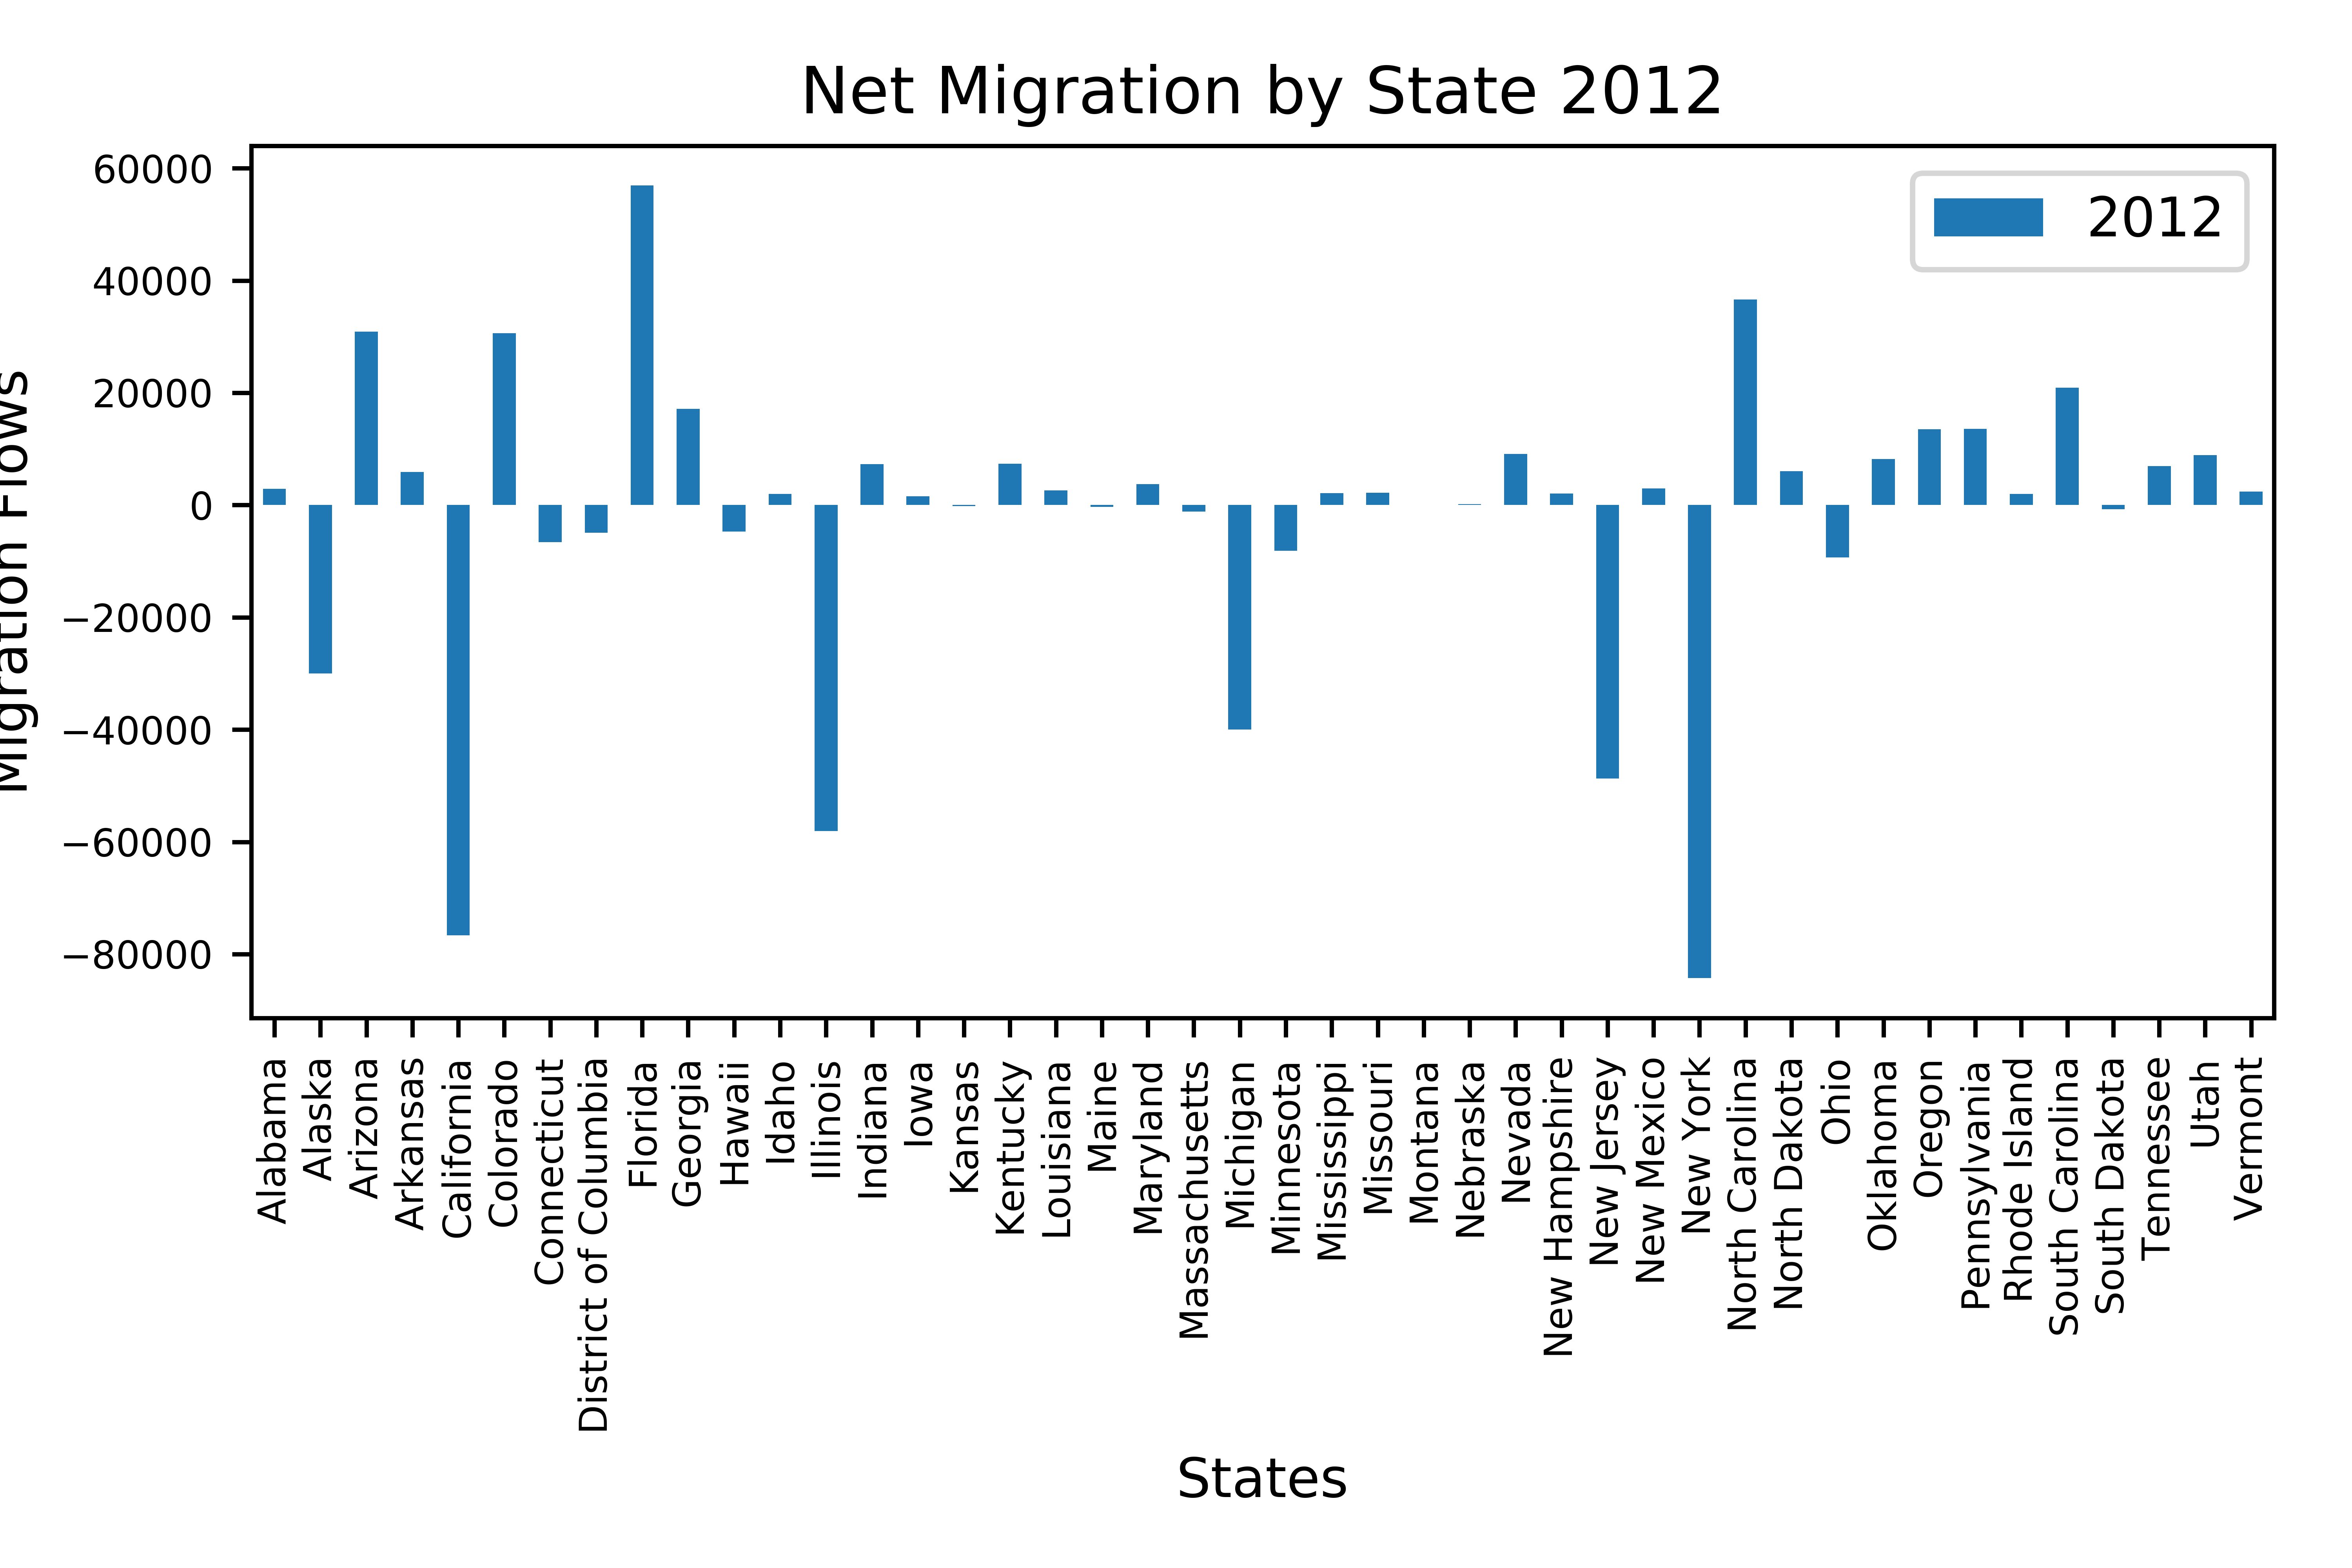 Net Migration by State 2012
2012
60000
40000
20000
0
−20000
−40000
−60000
−80000
Migration Flows
Alabama
Alaska
Arizona
Arkansas
California
Colorado
Connecticut
District of Columbia
Florida
Georgia
Hawaii
Idaho
Illinois
Indiana
Iowa
Kansas
Kentucky
Louisiana
Maine
Maryland
Massachusetts
Michigan
Minnesota
Mississippi
Missouri
Montana
Nebraska
Nevada
New Hampshire
New Jersey
New Mexico
New York
North Carolina
North Dakota
Ohio
Oklahoma
Oregon
Pennsylvania
Rhode Island
South Carolina
South Dakota
Tennessee
Utah
Vermont
States